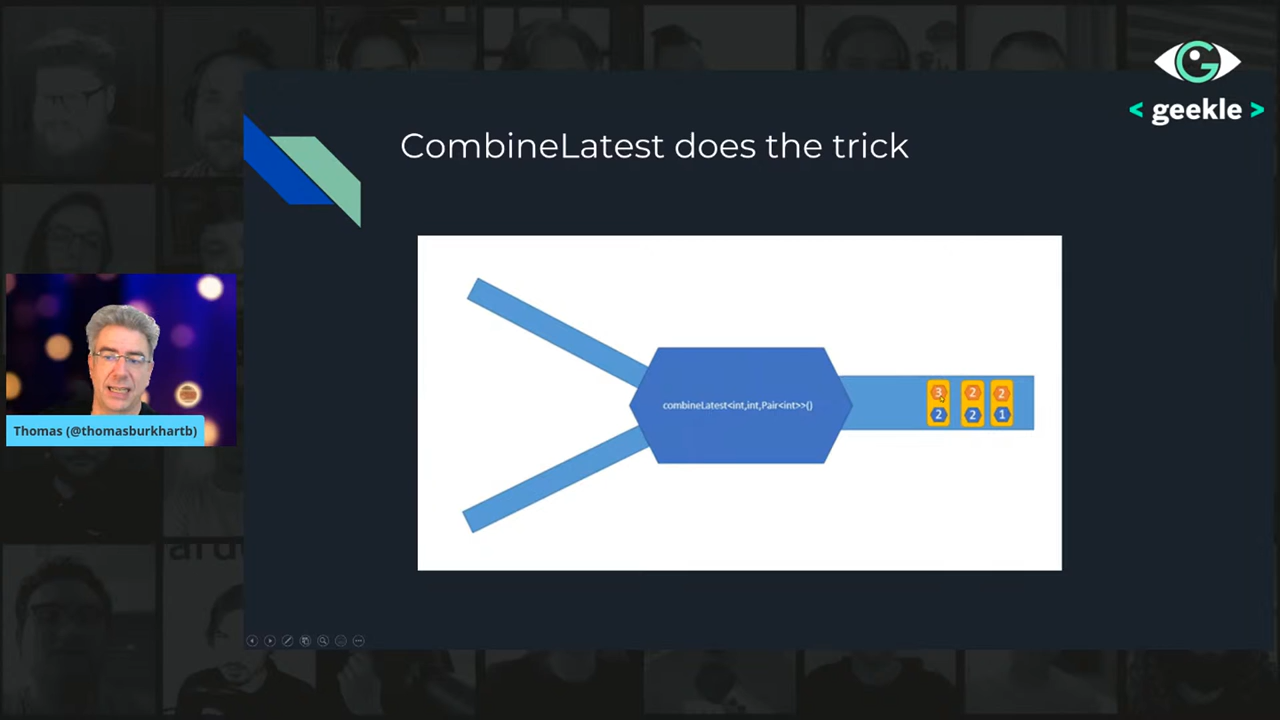 < geekle >
CombineLatest does the trick
combineLatest<int,int,Pair<int>>{}
3 2 2
2 2 1
Thomas (@thomasburkhartb)